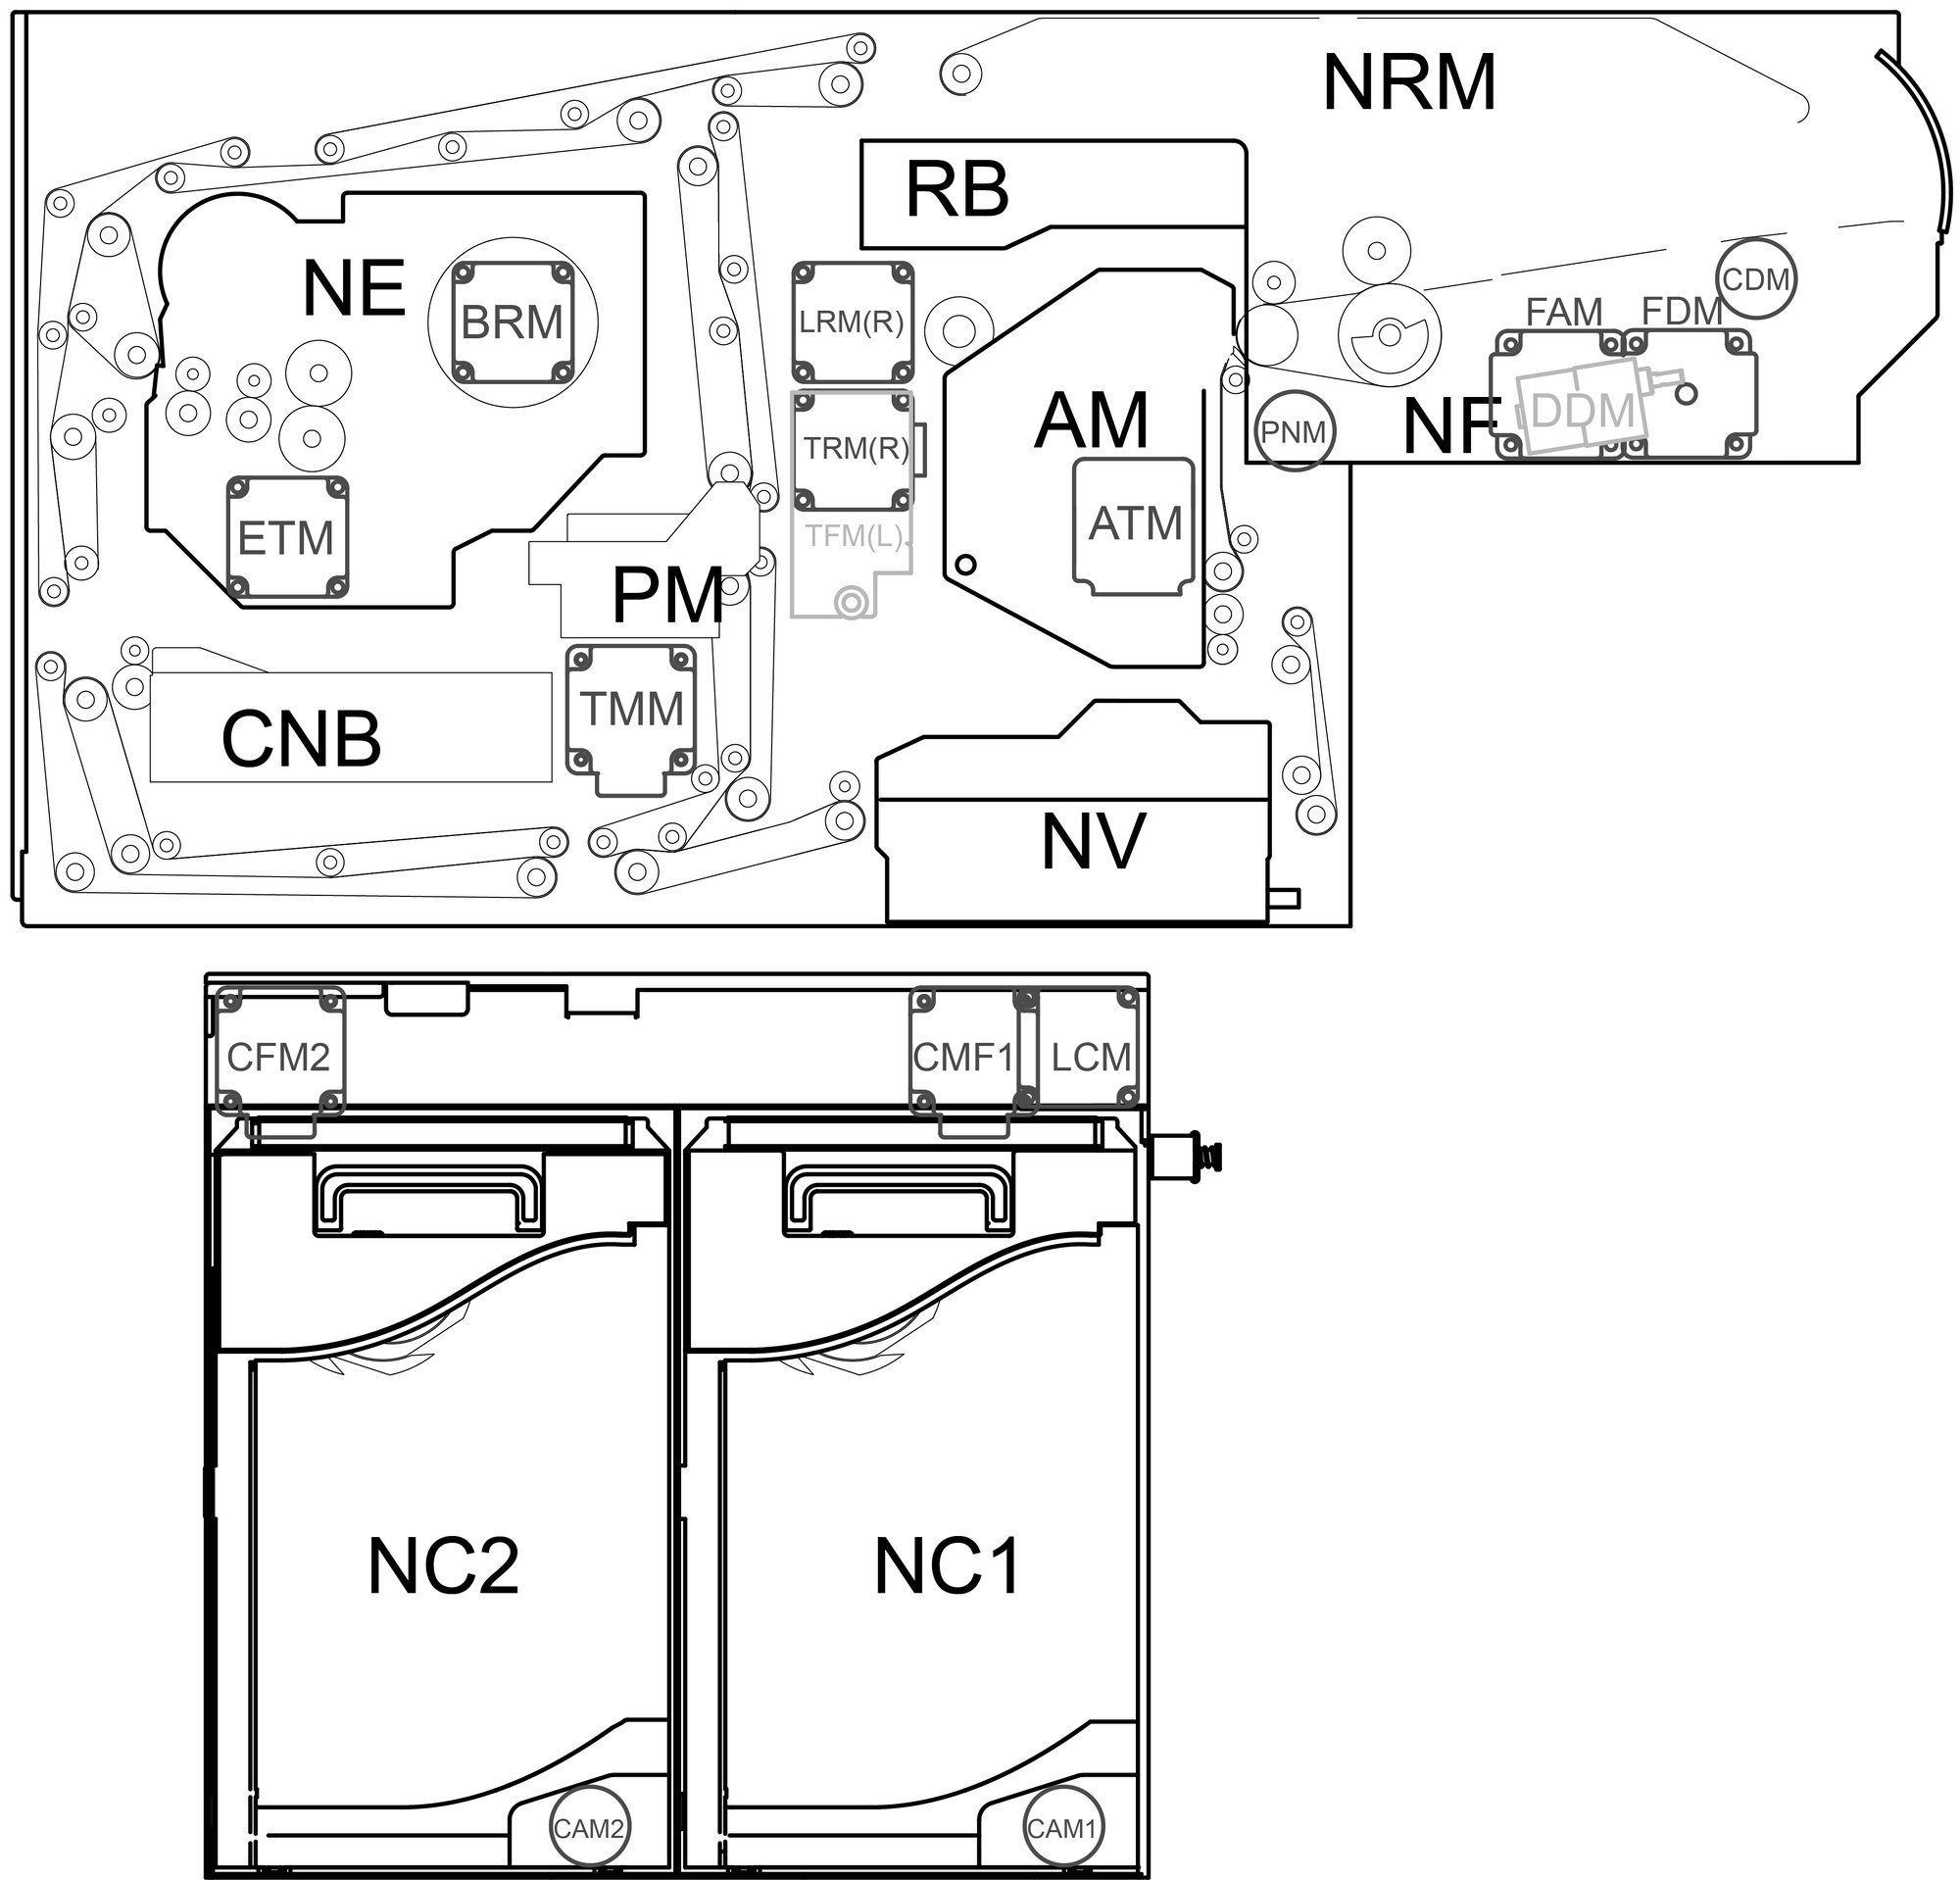 NRM
RB
NE
BRM
LRM(R)
CDM
FAM
FDM
AM
TRM(R)
PNM
NF
DDM
ETM
ATM
TFM(L)
PM
CNB
TMM
NV
CFM2
CMF1
LCM
NC2
NC1
CAM2
CAM1